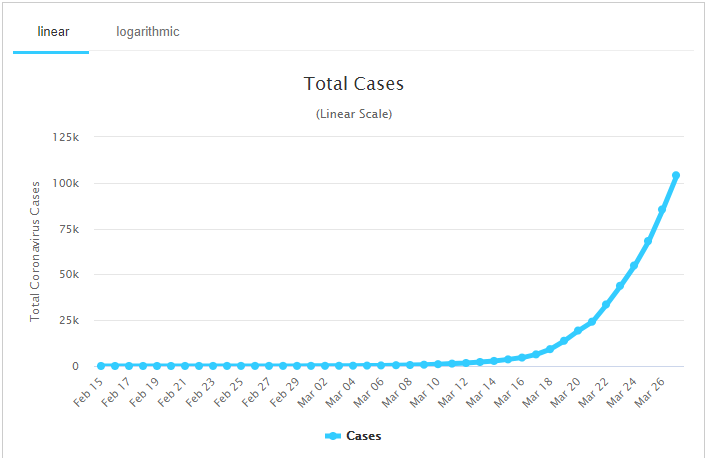 linear logarithmic
Total Cases
(Linear Scale)
Total Coronavirus Cases
125k
100k
75k
50k
25k
0
Feb 15 Feb 17 Feb 19 Feb 21 Feb 23 Feb 25 Feb 27 Feb 29 Mar 02 Mar 04 Mar 06 Mar 08 Mar 10 Mar 12 Mar 14 Mar 16 Mar 18 Mar 20 Mar 22 Mar 24 Mar 26
Cases